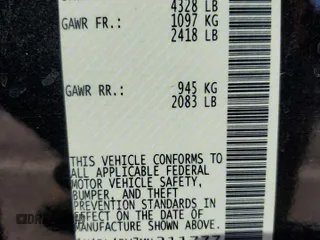 4328 LB
GAWR FR.: 1097 KG
2418 LB
GAWR RR.: 945 KG
2083 LB
THIS VEHICLE CONFORMS TO
ALL APPLICABLE FEDERAL
MOTOR VEHICLE SAFETY,
BUMPER, AND THEFT
PREVENTION STANDARDS IN
EFFECT ON THE DATE OF
MANUFACTURE SHOWN ABOVE.